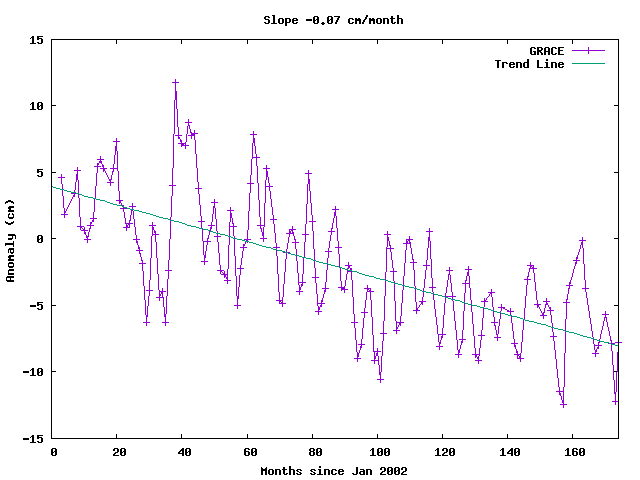 Slope -0.07 cm/month
15
GRACE
Trend Line
10
5
0
-5
-10
-15
Anomaly (cm)
0 20 40 60 80 100 120 140 160
Months since Jan 2002